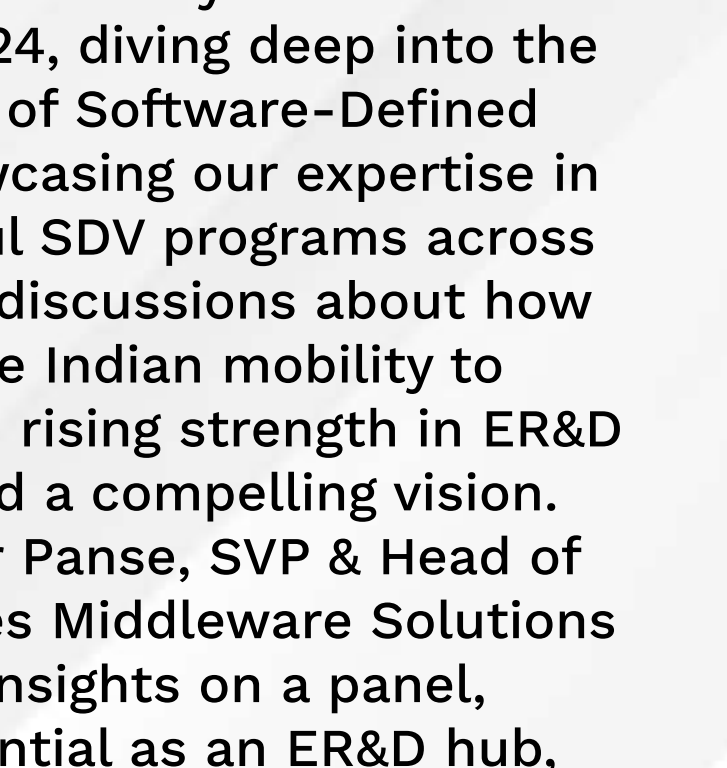 24, diving deep into the
of Software-Defined
casing our expertise in
SDV programs across
discussions about how
Indian mobility to
rising strength in ER&D
a compelling vision.
Panse, SVP & Head of
es Middleware Solutions
nsights on a panel,
ntial as an ER&D hub,